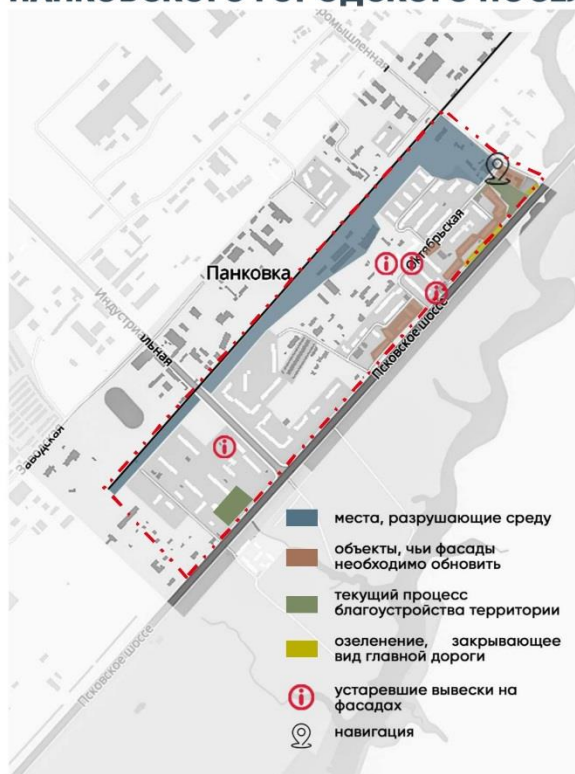 Промышленная
Октябрьская
Панковка
Индустриальная
Псковское шоссе
Заводская
места, разрушающие среду
объекты, чьи фасады
необходимо обновить
текущий процесс
благоустройства территории
озеленение, закрывающее
вид главной дороги
Псковское шоссе
устаревшие вывески на
фасадах
навигация